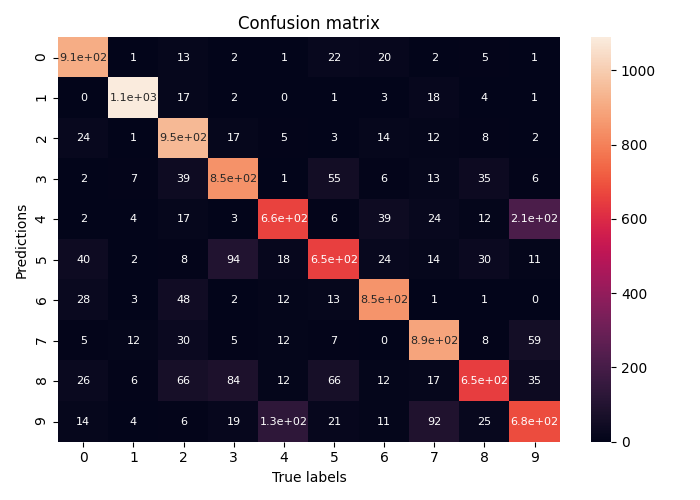 Confusion matrix
Predictions
0 9.1e+02 1 13 2 1 22 20 2 5 1
1 0 1.1e+03 17 2 0 1 3 18 4 1
2 24 1 9.5e+02 17 5 3 14 12 8 2
3 2 7 39 8.5e+02 1 55 6 13 35 6
4 2 4 17 3 6.6e+02 6 39 24 12 2.1e+02
5 40 2 8 94 18 6.5e+02 24 14 30 11
6 28 3 48 2 12 13 8.5e+02 1 1 0
7 5 12 30 5 12 7 0 8.9e+02 8 59
8 26 6 66 84 12 66 12 17 6.5e+02 35
9 14 4 6 19 1.3e+02 21 11 92 25 6.8e+02
0 1 2 3 4 5 6 7 8 9
True labels
1000
800
600
400
200
0